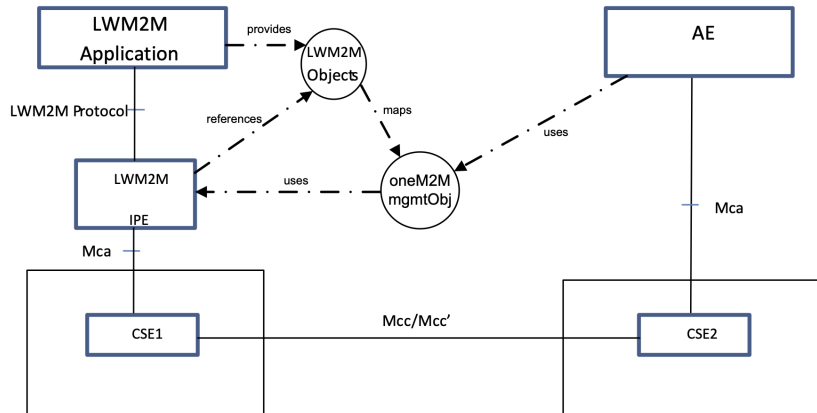 LWM2M
Application
provides
LWM2M
Objects
AE
LWM2M Protocol
references
maps
uses
LWM2M
IPE
uses
oneM2M
mgmtObj
Mca
Mca
CSE1
Mcc/Mcc’
CSE2